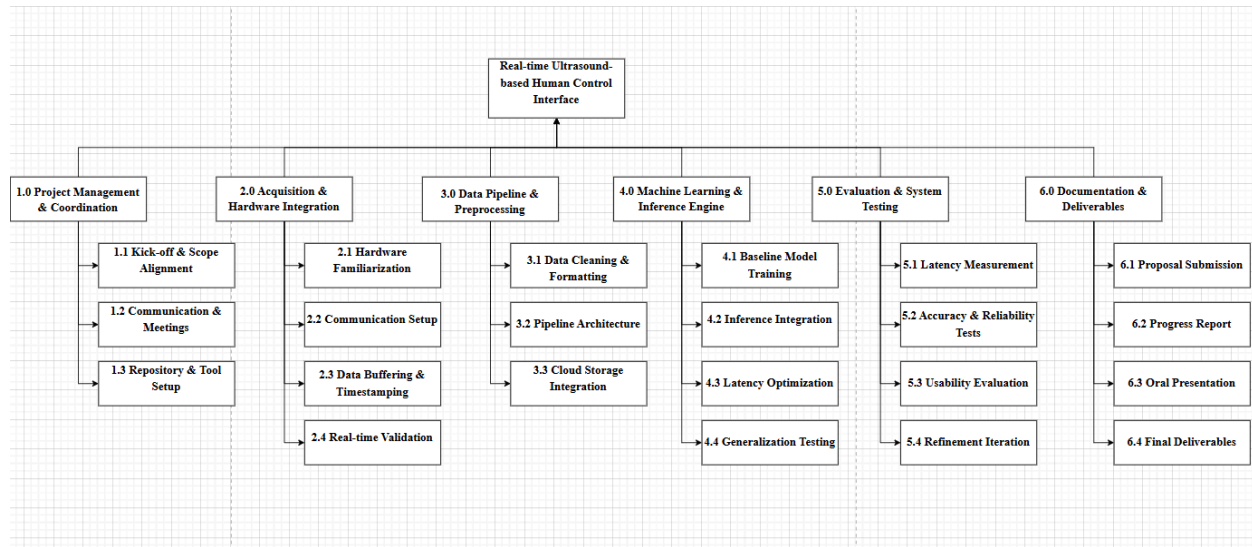 Real-time Ultrasound-
based Human Control
Interface
1.0 Project Management
& Coordination
2.0 Acquisition &
Hardware Integration
3.0 Data Pipeline &
Preprocessing
4.0 Machine Learning &
Inference Engine
5.0 Evaluation & System
Testing
6.0 Documentation &
Deliverables
1.1 Kick-off & Scope
Alignment
1.2 Communication &
Meetings
1.3 Repository & Tool
Setup
2.1 Hardware
Familiarization
2.2 Communication Setup
2.3 Data Buffering &
Timestamping
2.4 Real-time Validation
3.1 Data Cleaning &
Formatting
3.2 Pipeline Architecture
3.3 Cloud Storage
Integration
4.1 Baseline Model
Training
4.2 Inference Integration
4.3 Latency Optimization
4.4 Generalization Testing
5.1 Latency Measurement
5.2 Accuracy & Reliability
Tests
5.3 Usability Evaluation
5.4 Refinement Iteration
6.1 Proposal Submission
6.2 Progress Report
6.3 Oral Presentation
6.4 Final Deliverables